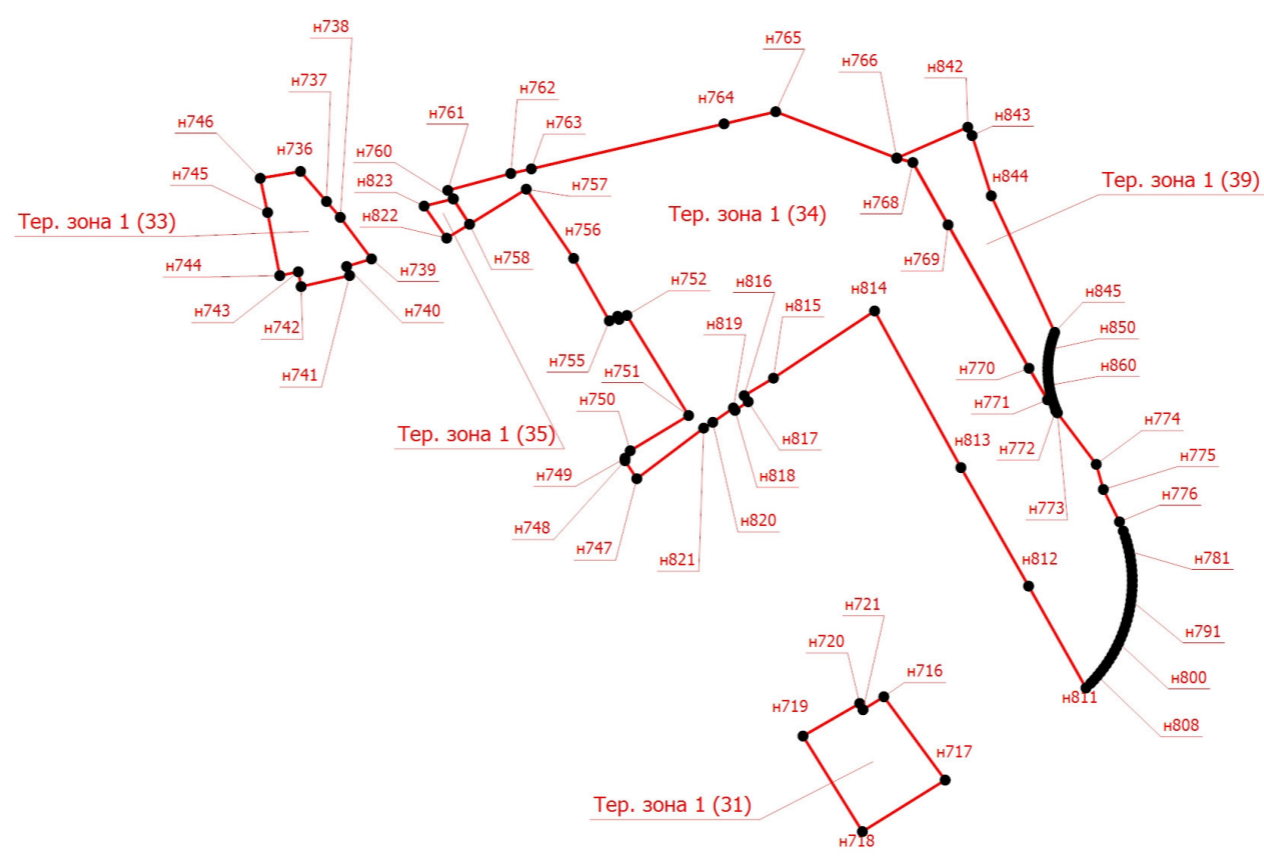 н738
н765
н766
н842
н737
н762
н764
н761
н763
н843
н746
н736
н760
н745
н823
н757
н768
н844
Тер. зона 1 (39)
Тер. зона 1 (33)
н822
Тер. зона 1 (34)
н756
н758
н769
н744
н752
н816
н743
н740
н814
н845
н742
н819
н815
н850
н755
н751
н770
н860
н741
н750
н771
Тер. зона 1 (35)
н817
н774
н749
н818
н813
н772
н775
н748
н820
н773
н776
н747
н821
н781
н812
н721
н791
н720
н716
н800
н811
н719
н808
н717
Тер. зона 1 (31)
н718